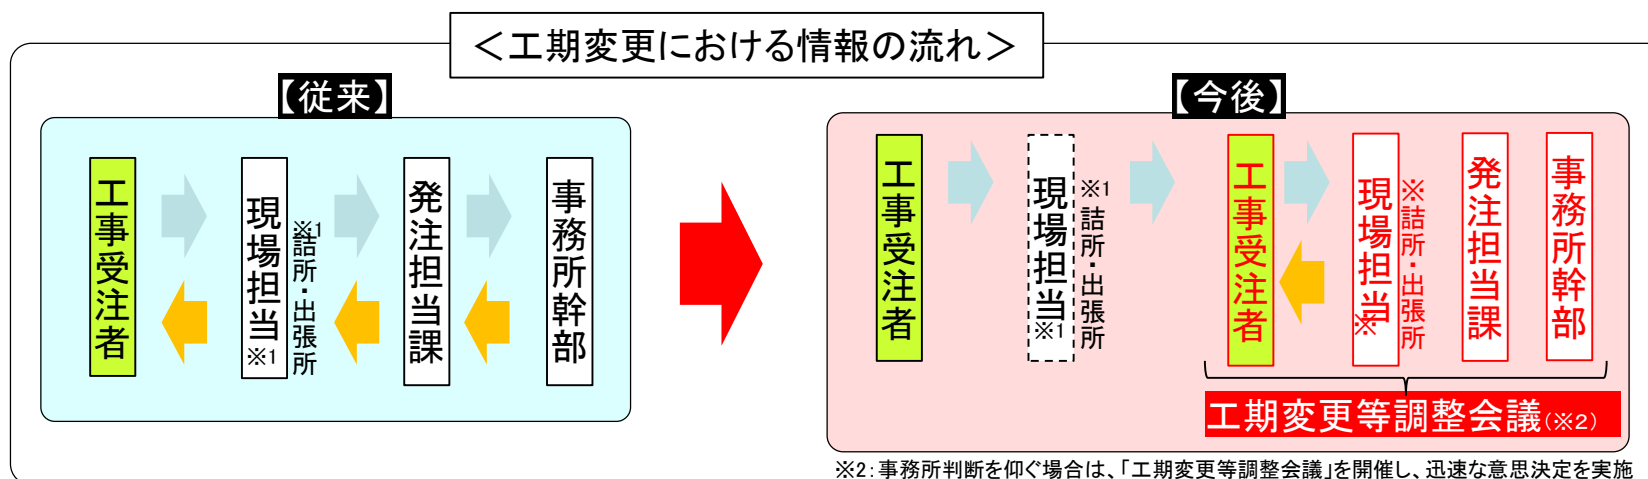 ＜工期変更における情報の流れ＞
【従来】
工事受注者
現場担当※1
※1詰所・出張所
発注担当課
事務所幹部
【今後】
工事受注者
現場担当※1
※1詰所・出張所
工事受注者
現場担当※
※詰所・出張所
発注担当課
事務所幹部
工期変更等調整会議(※2)
※2：事務所判断を仰ぐ場合は、「工期変更等調整会議」を開催し、迅速な意思決定を実施